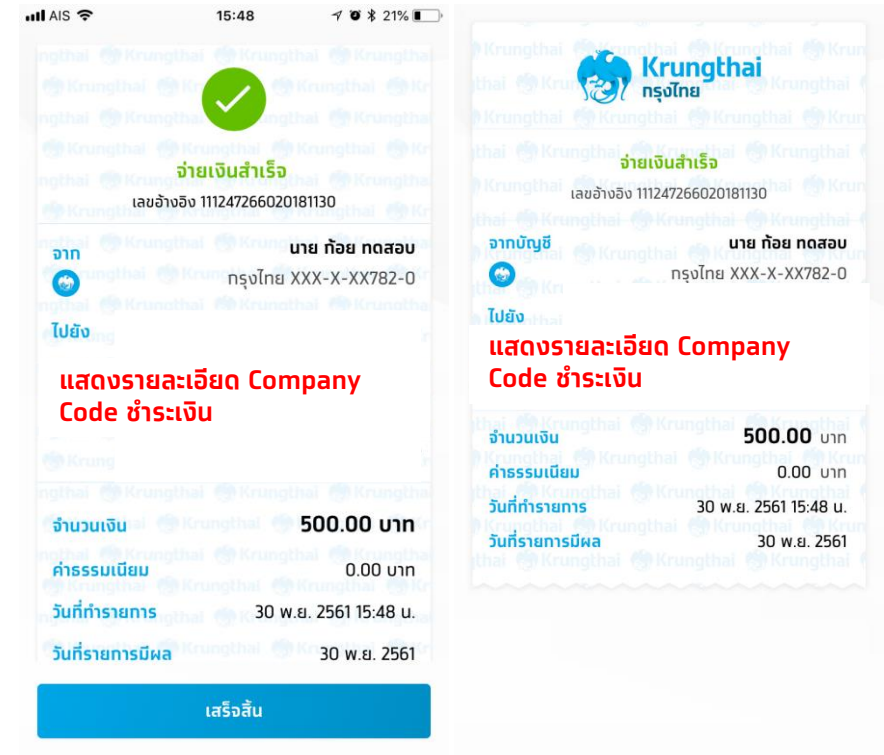 AIS 15:48 21%
จ่ายเงินสำเร็จ
เลขอ้างอิง 111247266020181130
จาก
นาย ก้อย ทดสอบ
กรุงไทย XXX-X-XX782-0
ไปยัง
แสดงรายละเอียด Company
Code ชำระเงิน
จำนวนเงิน 500.00 บาท
ค่าธรรมเนียม 0.00 บาท
วันที่ทำรายการ 30 พ.ย. 2561 15:48 น.
วันที่รายการมีผล 30 พ.ย. 2561
เสร็จสิ้น
Krungthai
กรุงไทย
จ่ายเงินสำเร็จ
เลขอ้างอิง 111247266020181130
จากบัญชี นาย ก้อย ทดสอบ
กรุงไทย XXX-X-XX782-0
ไปยัง
แสดงรายละเอียด Company
Code ชำระเงิน
จำนวนเงิน 500.00 บาท
ค่าธรรมเนียม 0.00 บาท
วันที่ทำรายการ 30 พ.ย. 2561 15:48 น.
วันที่รายการมีผล 30 พ.ย. 2561